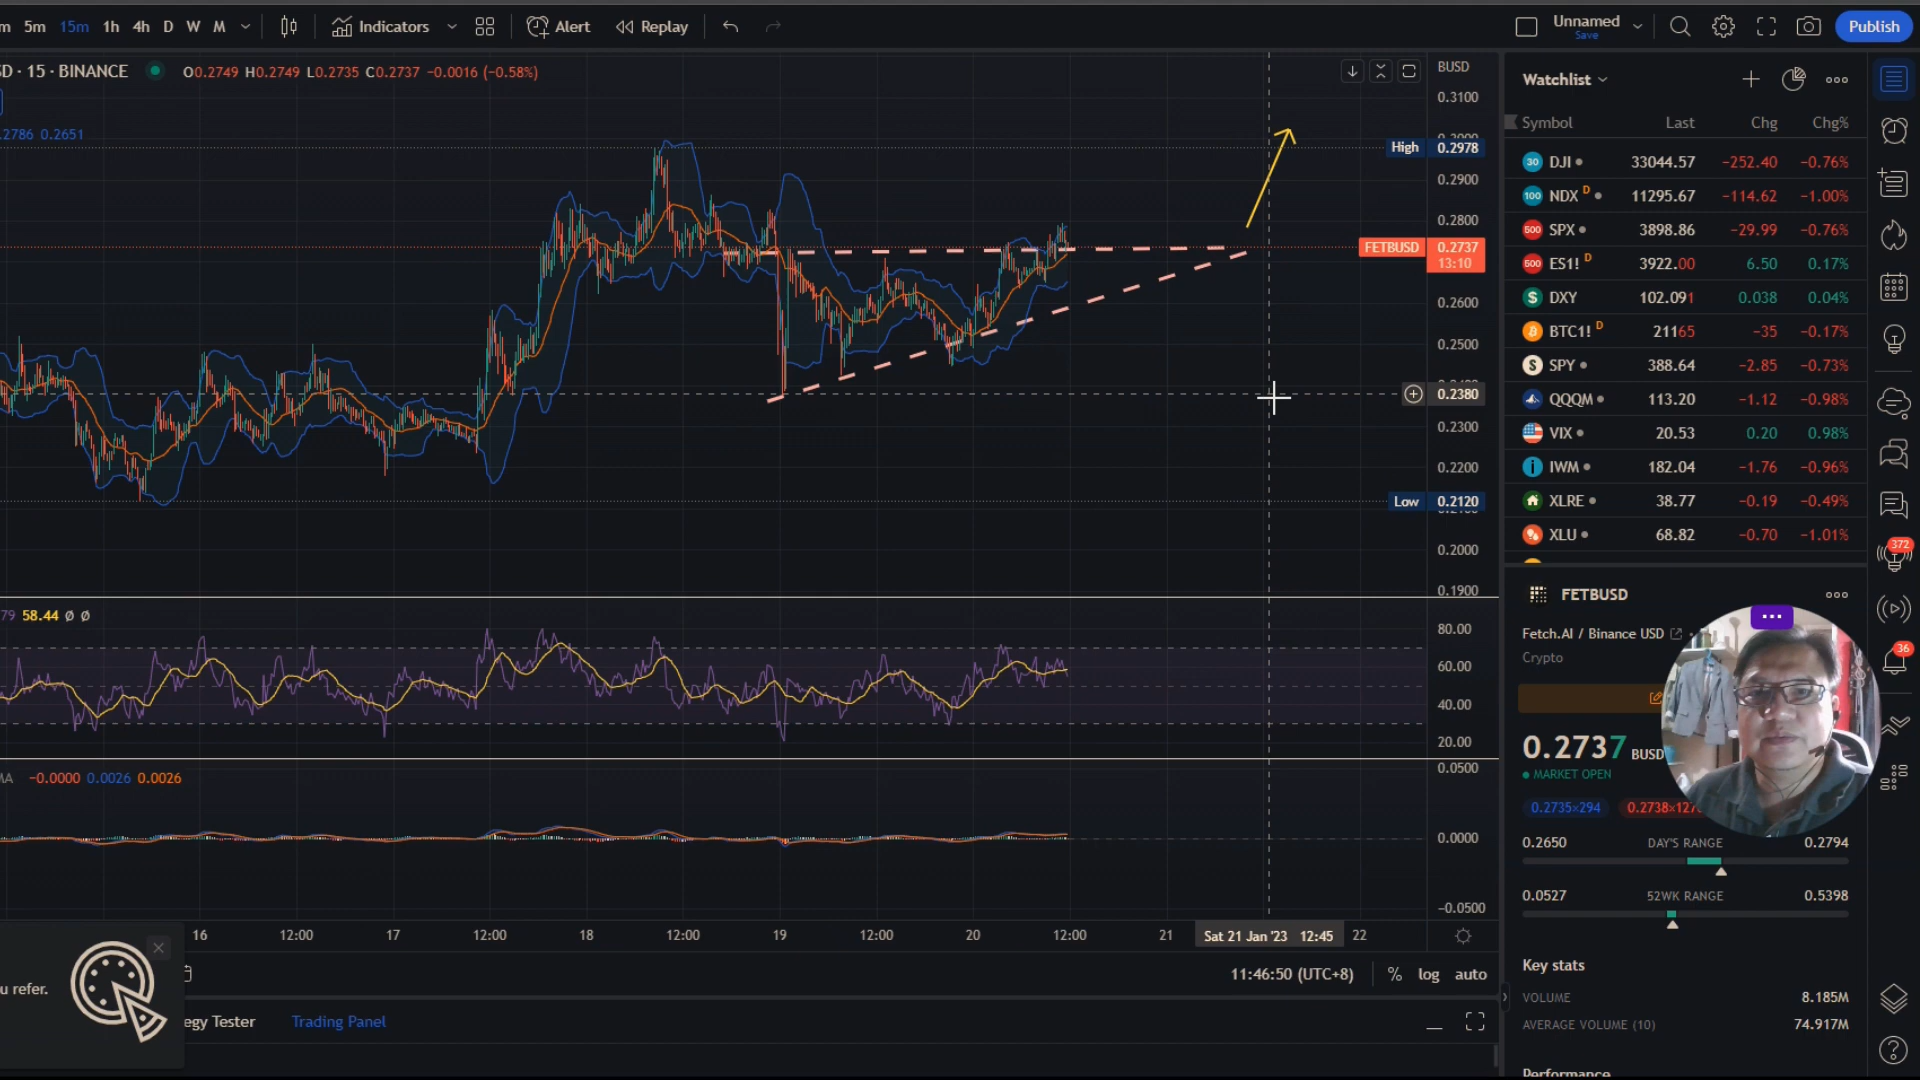 m 5m 15m 1h 4h D W M Indicators Alert Replay Unnamed Save Publish
D · 15 · BINANCE O0.2749 H0.2749 L0.2735 C0.2737 −0.0016 (−0.58%)
.2786 0.2651
BUSD
0.3100
High 0.2978
0.2900
0.2800
FETBUSD 0.2737
13:10
0.2600
0.2500
0.2380
0.2300
0.2200
Low 0.2120
0.2000
0.1900
79 58.44 Ø Ø
80.00
60.00
40.00
20.00
MA −0.0000 0.0026 0.0026
0.0500
0.0000
−0.0500
16 12:00 17 12:00 18 12:00 19 12:00 20 12:00 21 Sat 21 Jan '23 12:45 22
11:46:50 (UTC+8) % log auto
u refer.
egy Tester Trading Panel
Watchlist
Symbol Last Chg Chg%
30 DJI 33044.57 −252.40 −0.76%
100 NDX D 11295.67 −114.62 −1.00%
500 SPX 3898.86 −29.99 −0.76%
500 ES1! D 3922.00 6.50 0.17%
$ DXY 102.091 0.038 0.04%
BTC1! D 21165 −35 −0.17%
S SPY 388.64 −2.85 −0.73%
QQQM 113.20 −1.12 −0.98%
VIX 20.53 0.20 0.98%
IWM 182.04 −1.76 −0.96%
XLRE 38.77 −0.19 −0.49%
XLU 68.82 −0.70 −1.01%
372
FETBUSD
Fetch.AI / Binance USD
Crypto
36
0.2737 BUSD
MARKET OPEN
0.2735×294
0.2650 DAY'S RANGE 0.2794
0.0527 52WK RANGE 0.5398
Key stats
VOLUME 8.185M
AVERAGE VOLUME (10) 74.917M
Performance